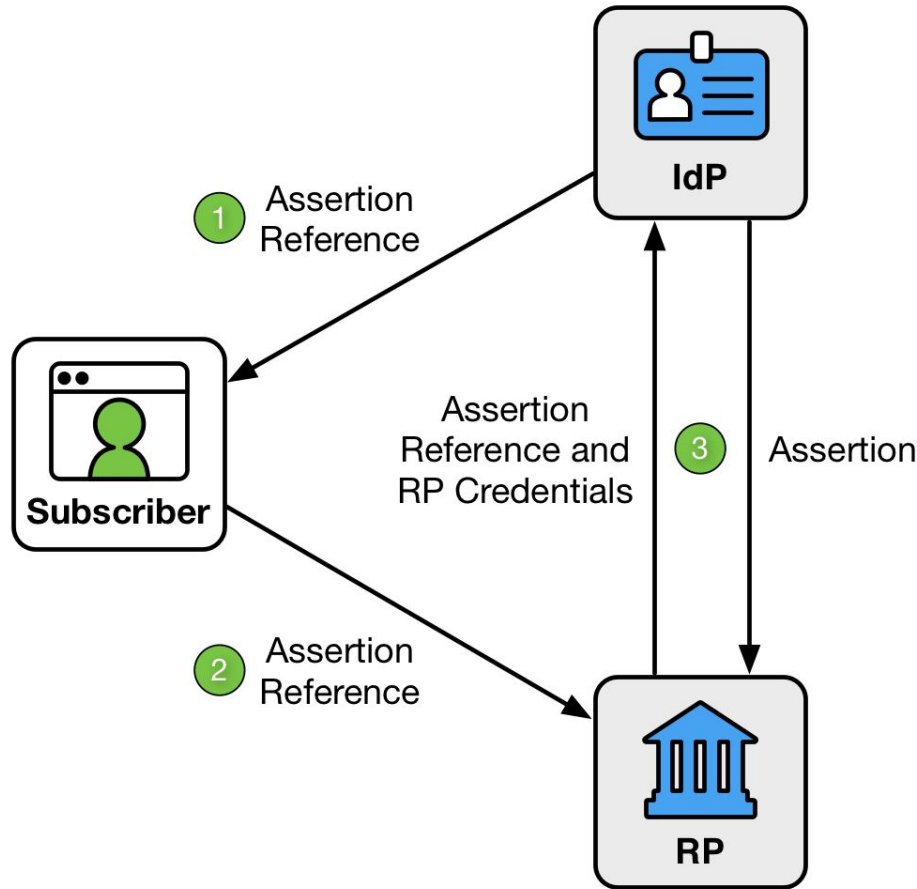 IdP
1
Assertion
Reference
Subscriber
Assertion
Reference and
RP Credentials
3
Assertion
2
Assertion
Reference
RP